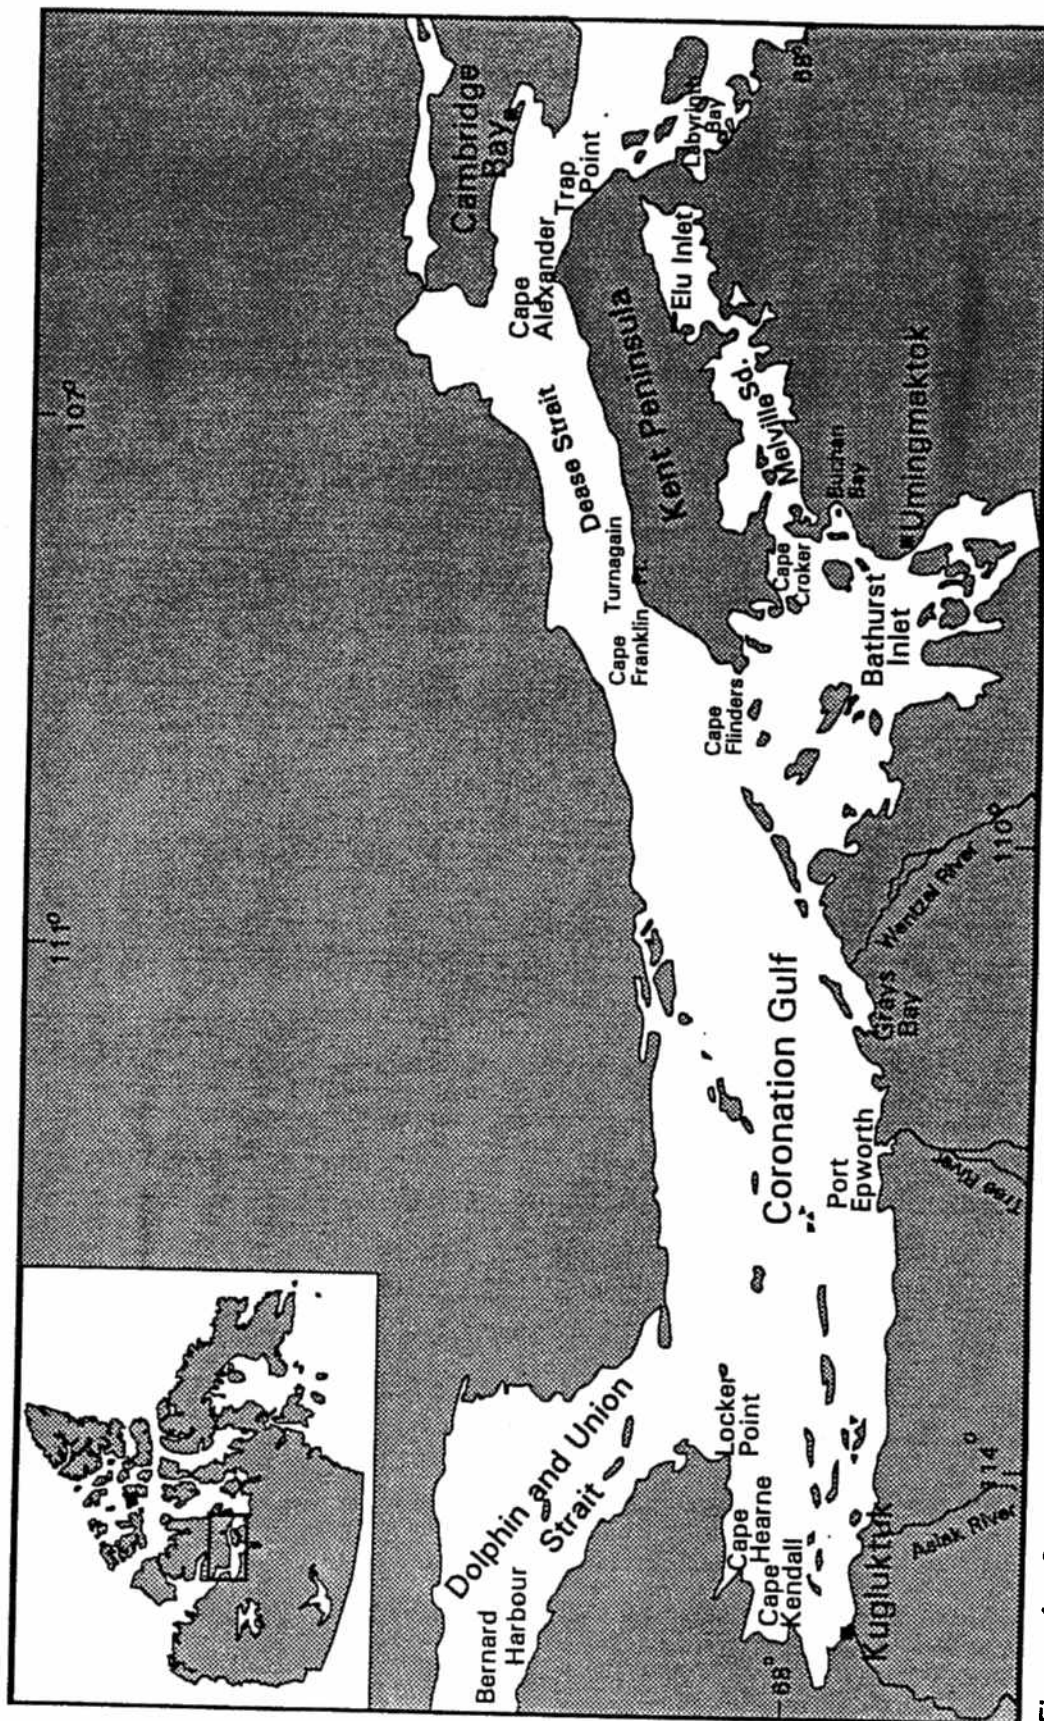 107°
111°
Cambridge
Bay
68°
Labyrinth
Bay
Trap
Point
Cape
Alexander
Elu Inlet
Kent Peninsula
Dease Strait
Melville Sd.
Buchan
Bay
Umingmaktok
Turnagain
Pt.
Cape
Franklin
Cape
Croker
Bathurst
Inlet
Cape
Flinders
110°
Wentzel River
Grays
Bay
Coronation Gulf
Port
Epworth
Tree River
Dolphin and Union
Strait
Locker
Point
Cape
Hearne
Cape
Kendall
Bernard
Harbour
114°
Asiak River
Kugluktuk
68°